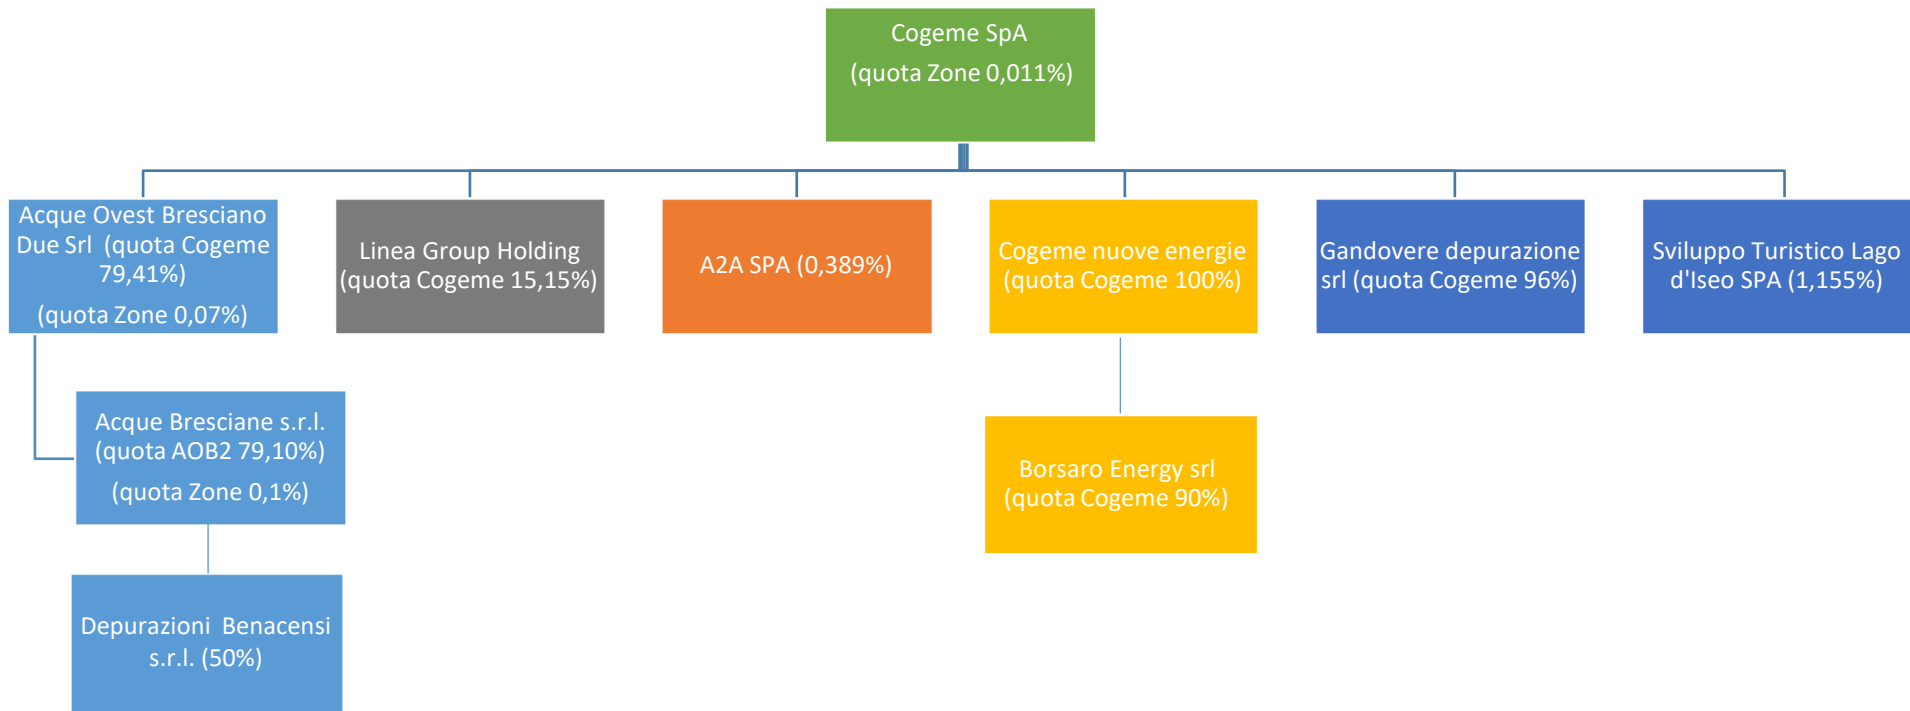 Cogeme SpA
(quota Zone 0,011%)
Acque Ovest Bresciano
Due Srl  (quota Cogeme
79,41%)
(quota Zone 0,07%)
Linea Group Holding
(quota Cogeme 15,15%)
A2A SPA (0,389%)
Cogeme nuove energie
(quota Cogeme 100%)
Gandovere depurazione
srl (quota Cogeme 96%)
Sviluppo Turistico Lago
d'Iseo SPA (1,155%)
Acque Bresciane s.r.l.
(quota AOB2 79,10%)
(quota Zone 0,1%)
Borsaro Energy srl
(quota Cogeme 90%)
Depurazioni  Benacensi
s.r.l. (50%)